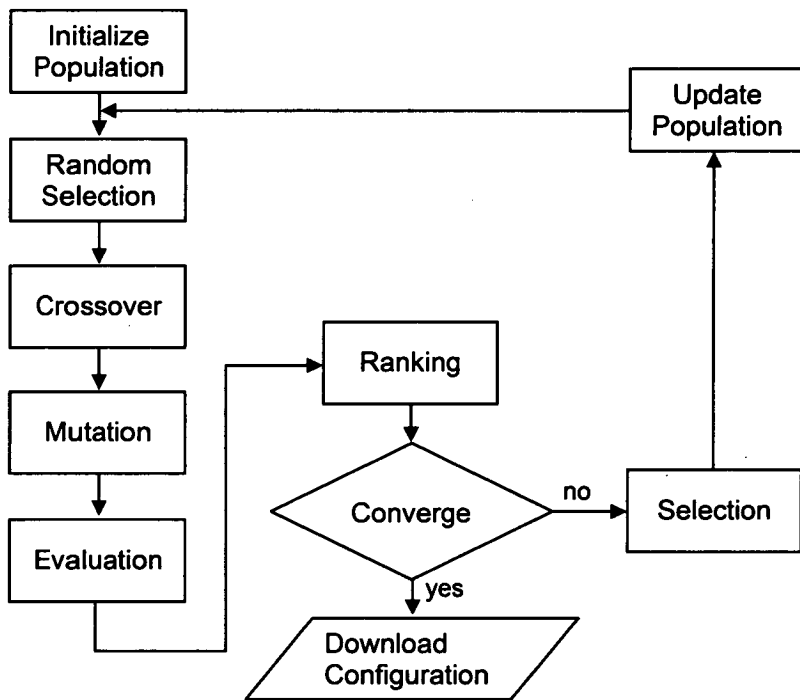 Initialize
Population
Update
Population
Random
Selection
Crossover
Ranking
Mutation
Converge
no
Selection
Evaluation
yes
Download
Configuration